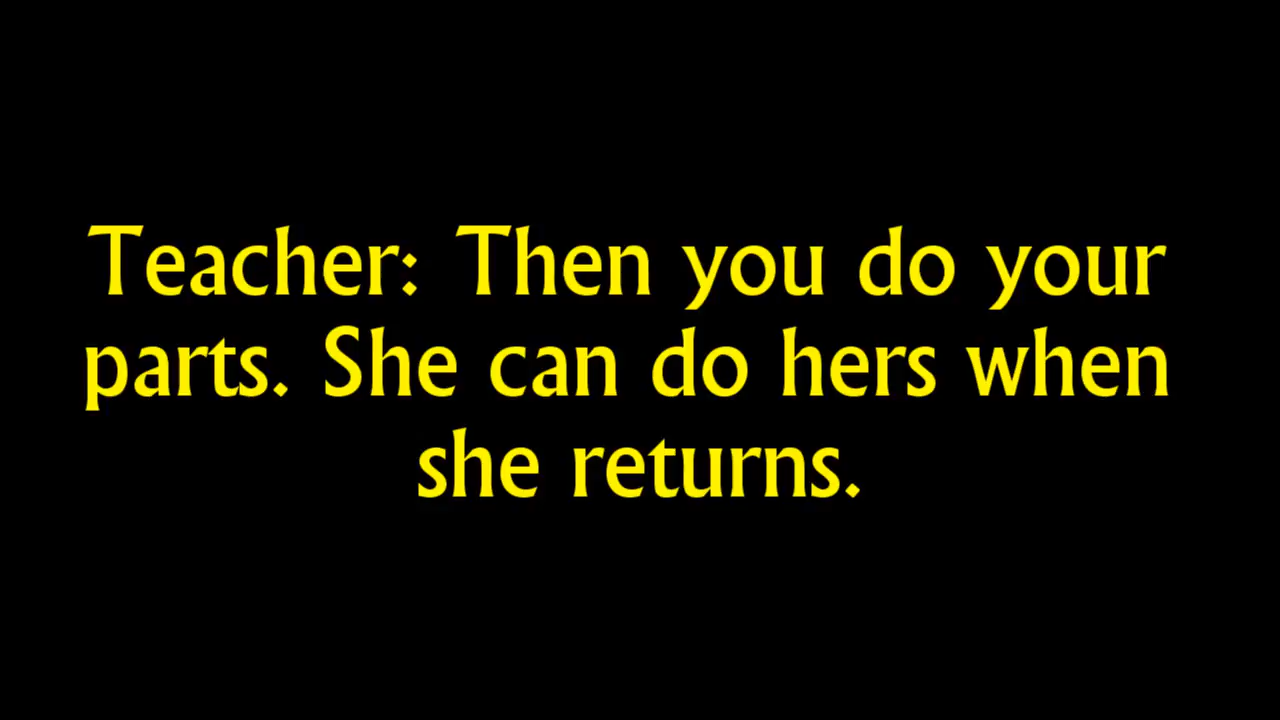 Teacher: Then you do your
parts. She can do hers when
she returns.